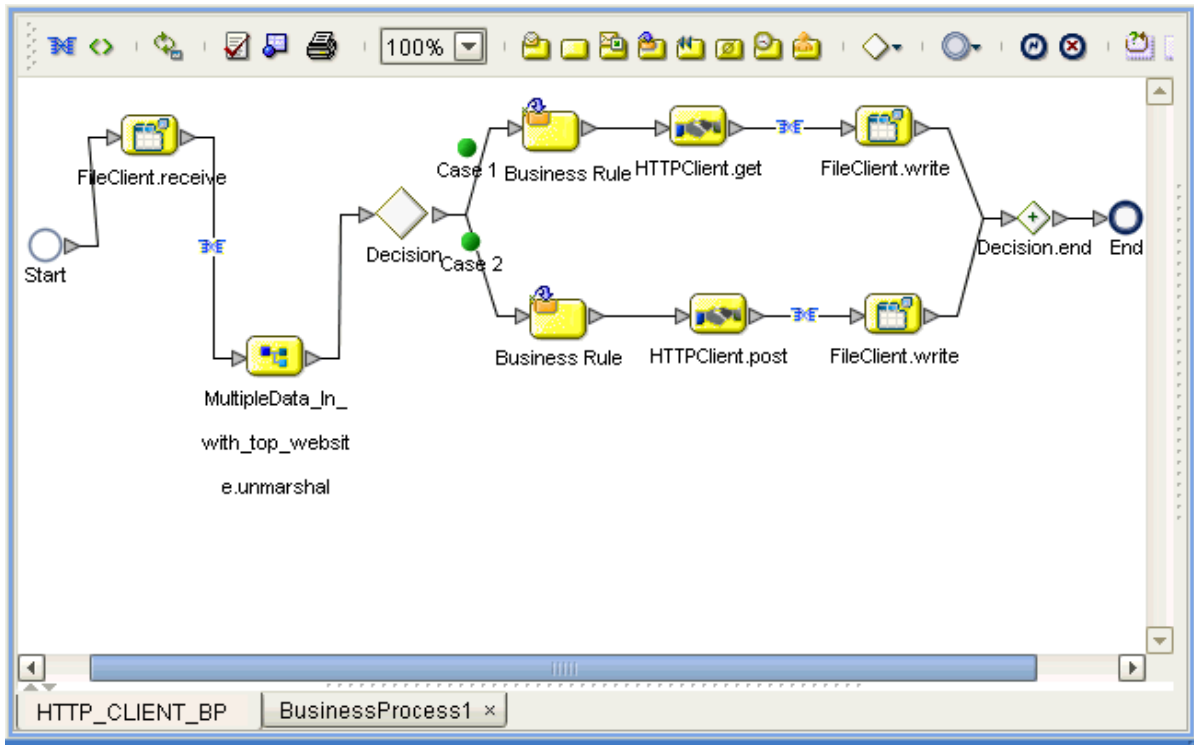 100%
FileClient.receive
Case 1
Business Rule
HTTPClient.get
FileClient.write
Start
Decision
Case 2
Decision.end
End
Business Rule
HTTPClient.post
FileClient.write
MultipleData_In_
with_top_websit
e.unmarshal
HTTP_CLIENT_BP
BusinessProcess1 ×